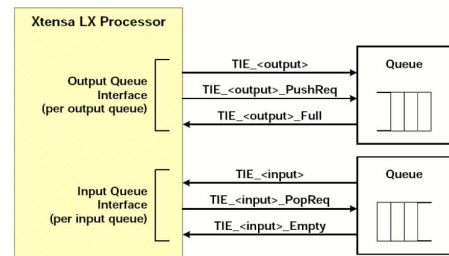 Xtensa LX Processor
Output Queue
Interface
(per output queue)
TIE_<output>
TIE_<output>_PushReq
TIE_<output>_Full
Queue
Input Queue
Interface
(per input queue)
TIE_<input>
TIE_<input>_PopReq
TIE_<input>_Empty
Queue